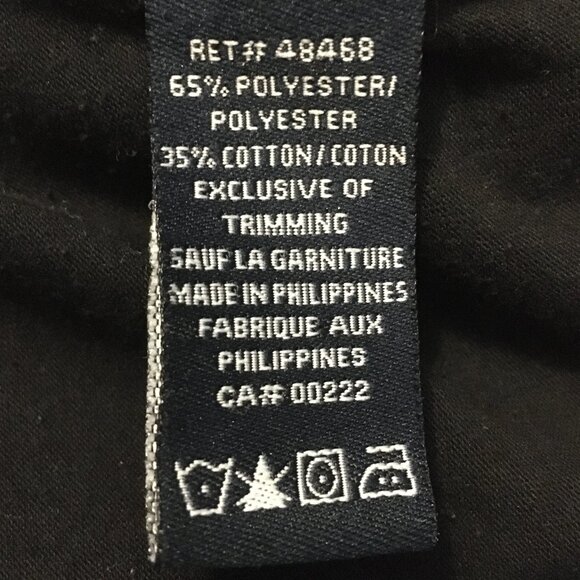 RET# 48468
65% POLYESTER/
POLYESTER
35% COTTON/COTON
EXCLUSIVE OF
TRIMMING
SAUF LA GARNITURE
MADE IN PHILIPPINES
FABRIQUE AUX
PHILIPPINES
CA# 00222